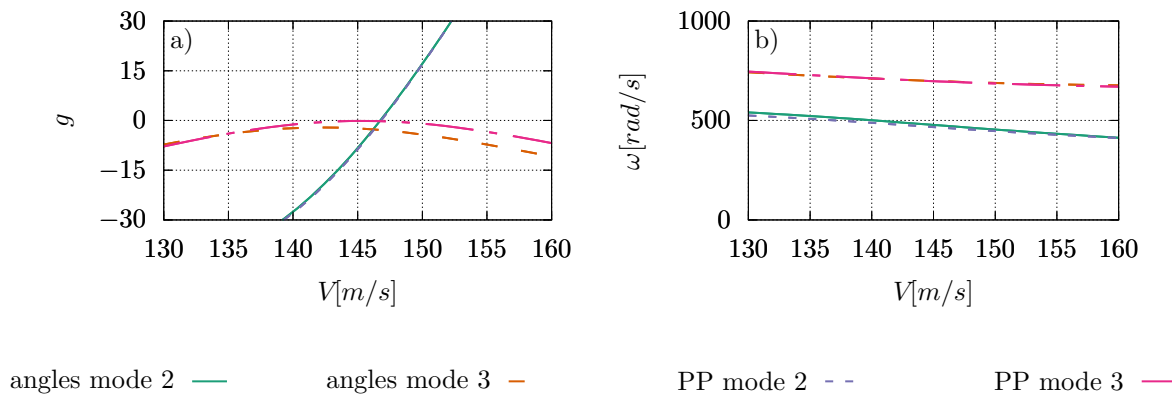 a)
30
15
0
−15
−30
g
130 135 140 145 150 155 160
V[m/s]
b)
1000
500
0
ω[rad/s]
130 135 140 145 150 155 160
V[m/s]
angles mode 2 angles mode 3 PP mode 2 PP mode 3